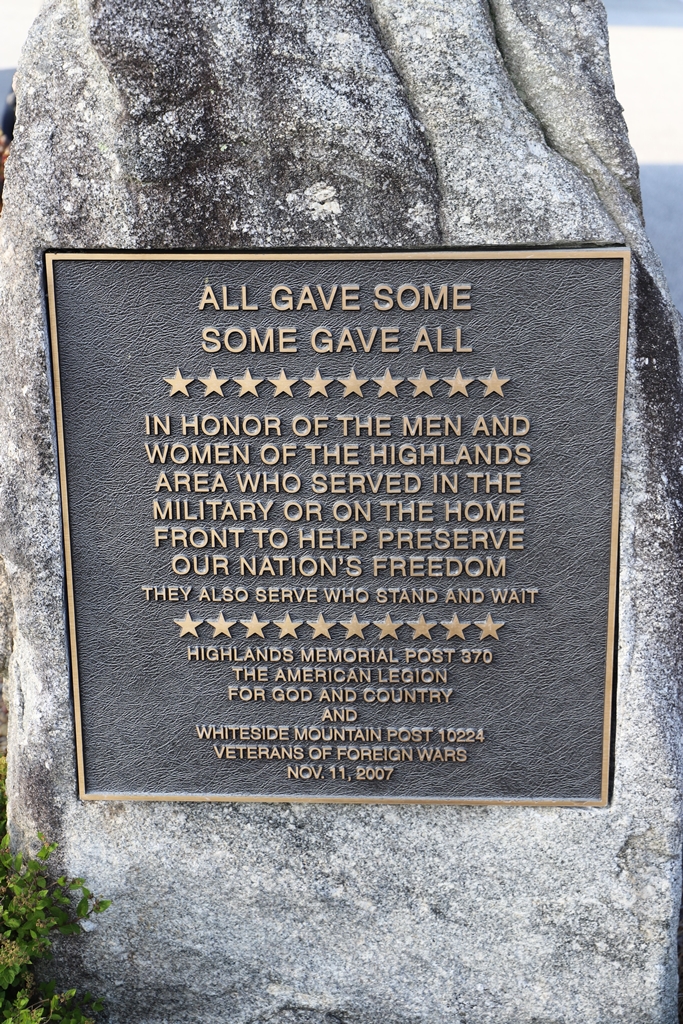 ALL GAVE SOME
SOME GAVE ALL
IN HONOR OF THE MEN AND
WOMEN OF THE HIGHLANDS
AREA WHO SERVED IN THE
MILITARY OR ON THE HOME
FRONT TO HELP PRESERVE
OUR NATION'S FREEDOM
THEY ALSO SERVE WHO STAND AND WAIT
HIGHLANDS MEMORIAL POST 370
THE AMERICAN LEGION
FOR GOD AND COUNTRY
AND
WHITESIDE MOUNTAIN POST 10224
VETERANS OF FOREIGN WARS
NOV. 11, 2007